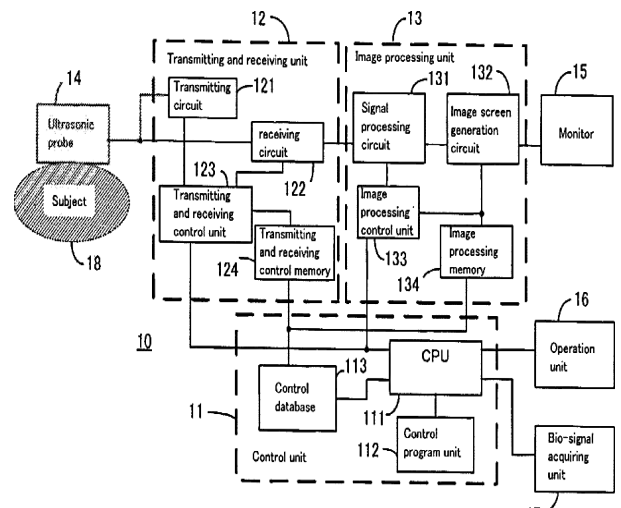 12
13
Transmitting and receiving unit
Image processing unit
14
121
131
132
15
Transmitting
circuit
Ultrasonic
probe
Signal
processing
circuit
Image screen
generation
circuit
Monitor
receiving
circuit
123
122
Subject
Transmitting
and receiving
control unit
Image
processing
control unit
Transmitting
and receiving
control memory
Image
processing
memory
18
124
133
134
16
10
CPU
Operation
unit
113
Control
database
111
11
112
Control
program unit
Bio-signal
acquiring
unit
Control unit